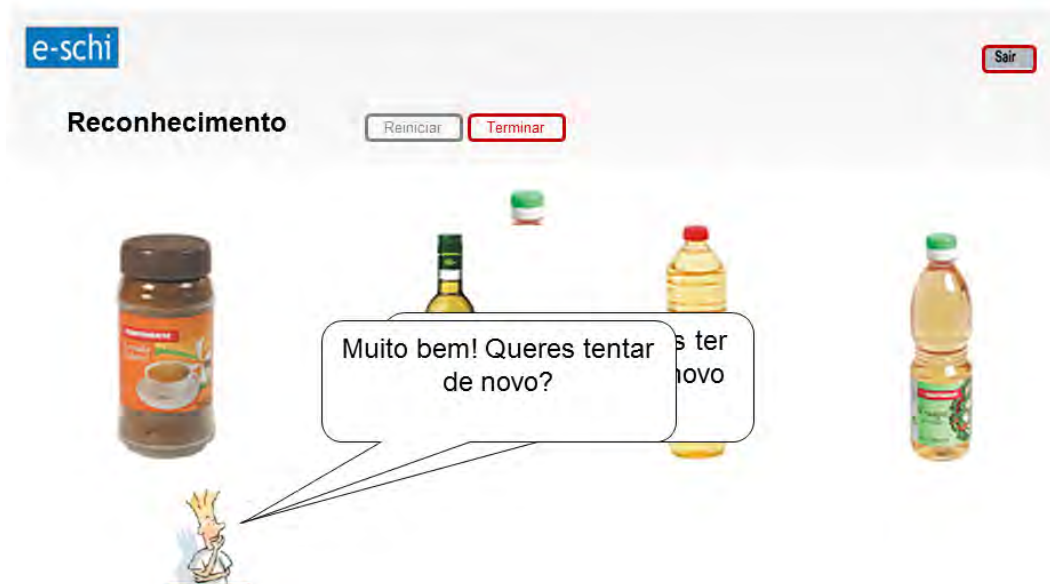 e-schi
Sair
Reconhecimento
Reiniciar
Terminar
Muito bem! Queres tentar
de novo?
s ter
novo